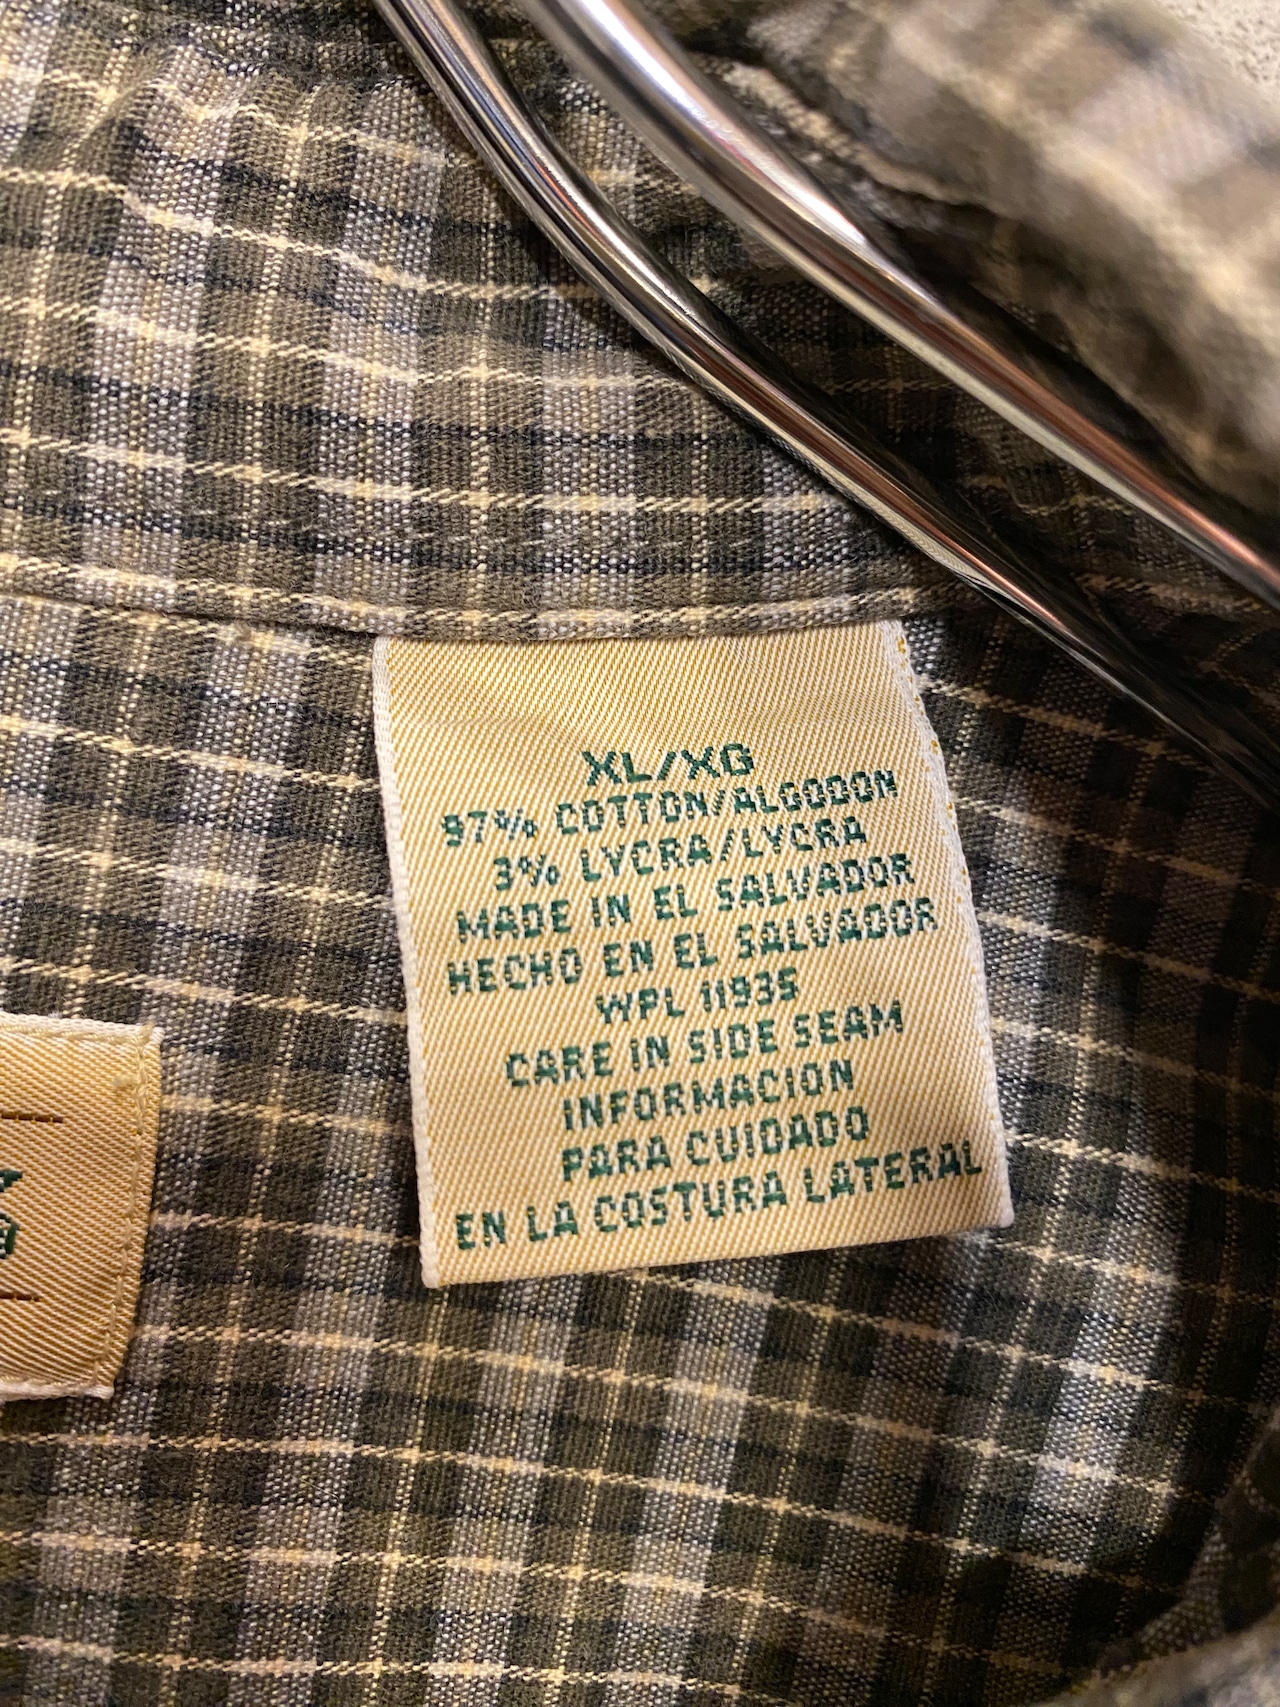 XL/XG
97% COTTON/ALGODON
3% LYCRA/LYCRA
MADE IN EL SALVADOR
HECHO EN EL SALVADOR
WPL 11935
CARE IN SIDE SEAM
INFORMACION
PARA CUIDADO
EN LA COSTURA LATERAL